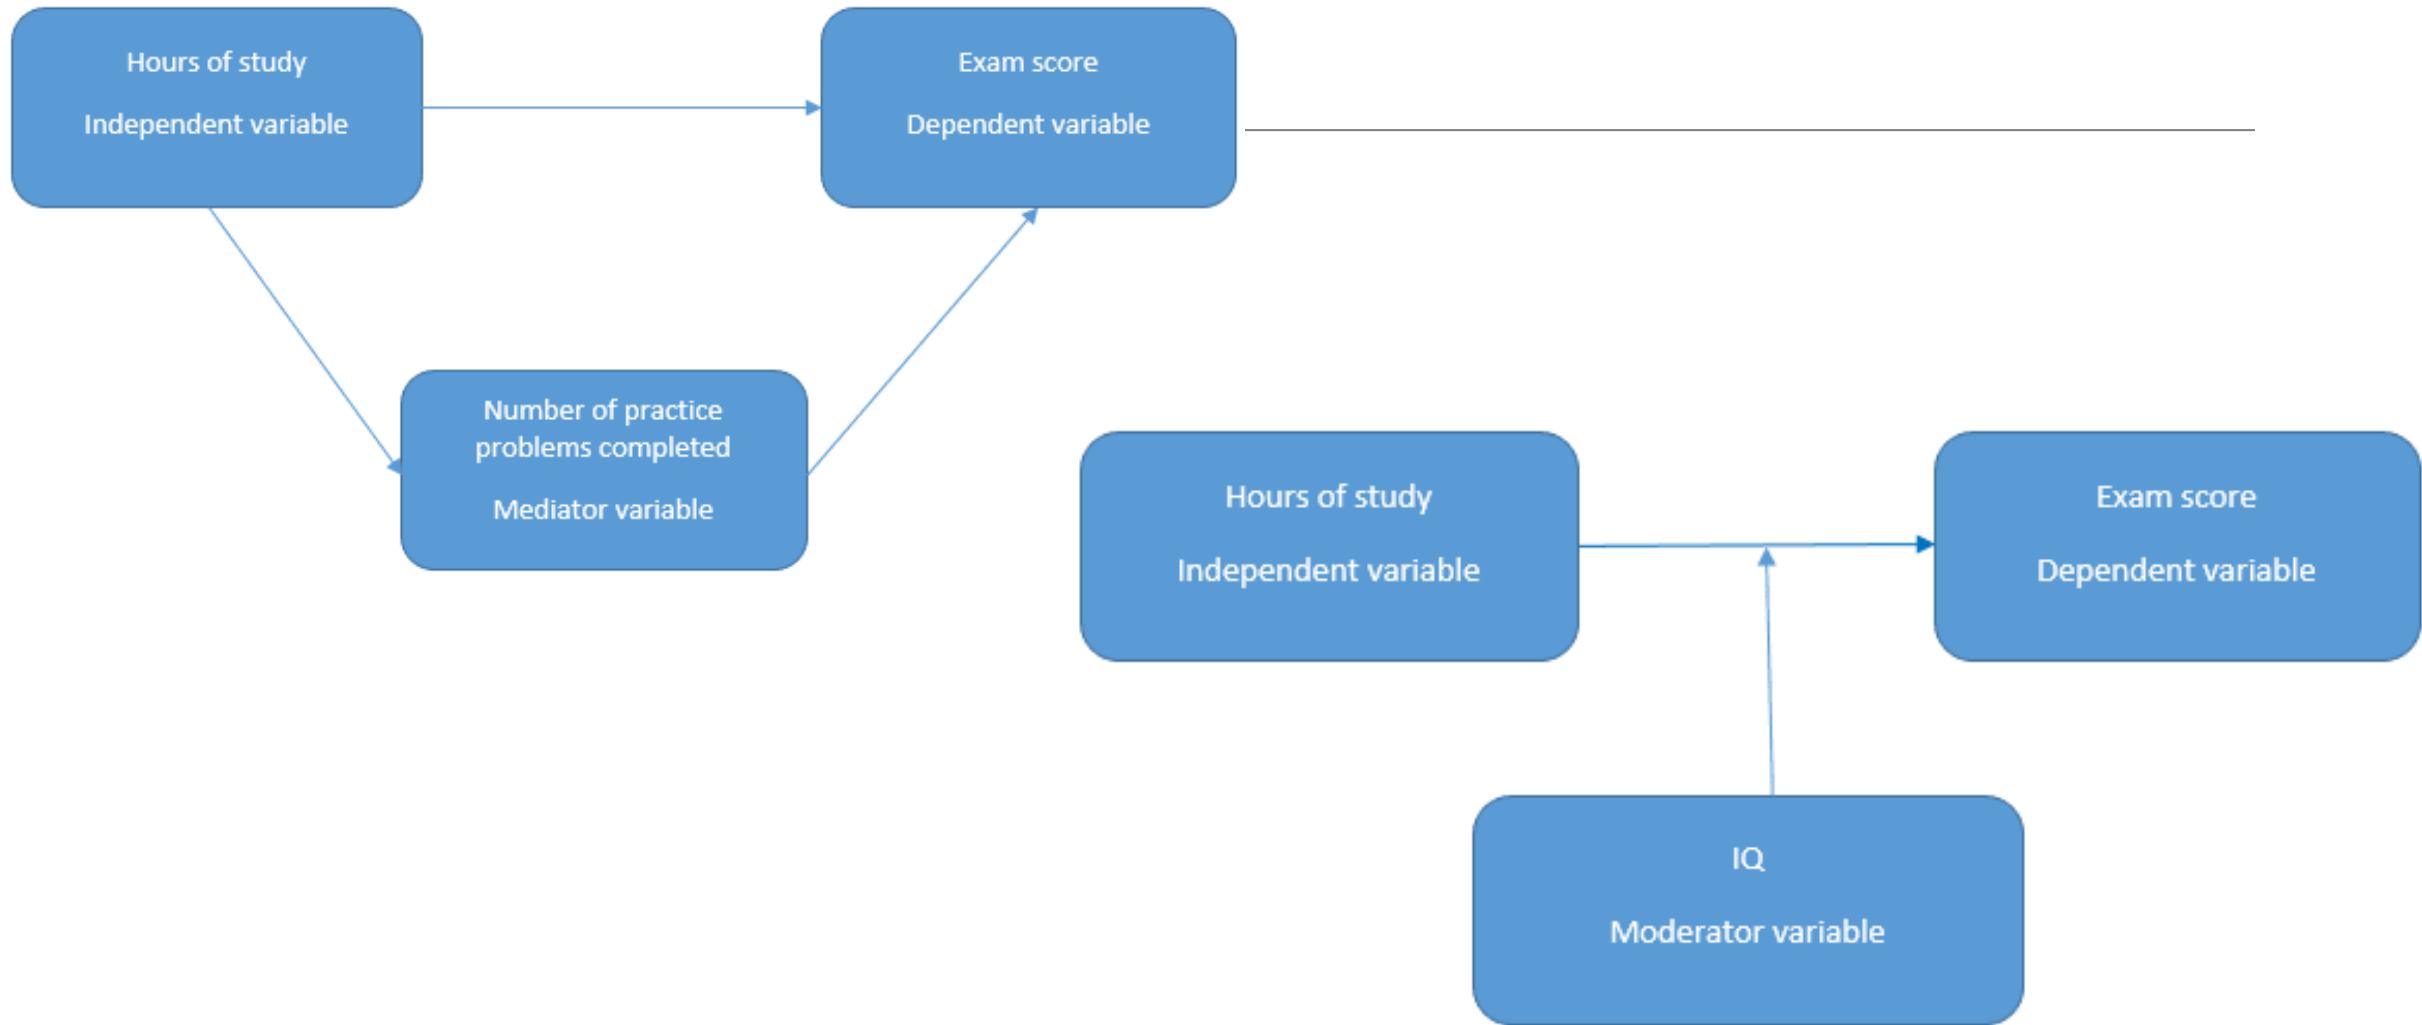 Hours of study
Independent variable
Exam score
Dependent variable
Number of practice
problems completed
Mediator variable
Hours of study
Independent variable
Exam score
Dependent variable
IQ
Moderator variable